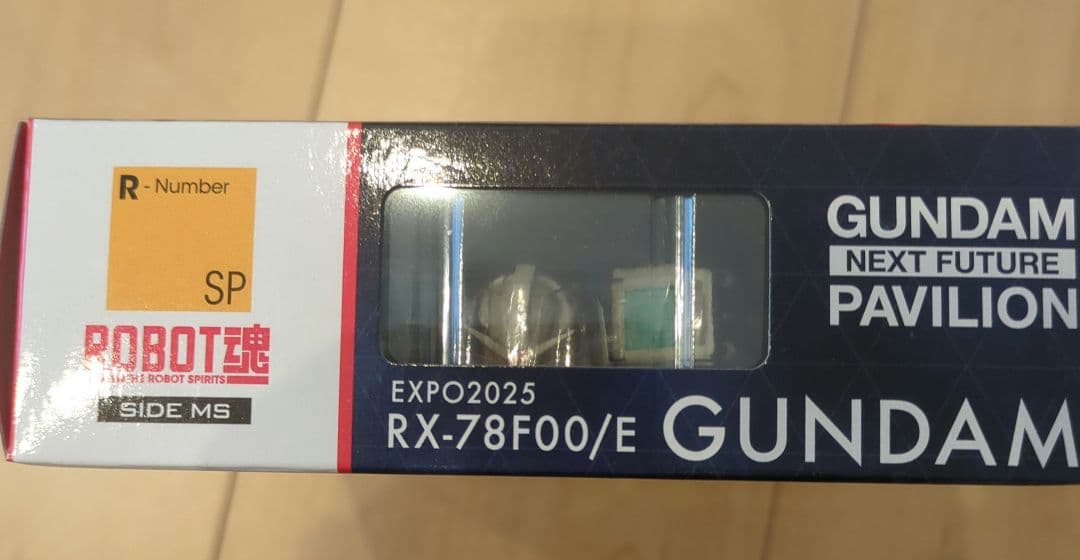 R - Number
SP
ROBOT魂
ROBOT SPIRITS
SIDE MS
EXPO2025
RX-78F00/E GUNDAM
GUNDAM
NEXT FUTURE
PAVILION